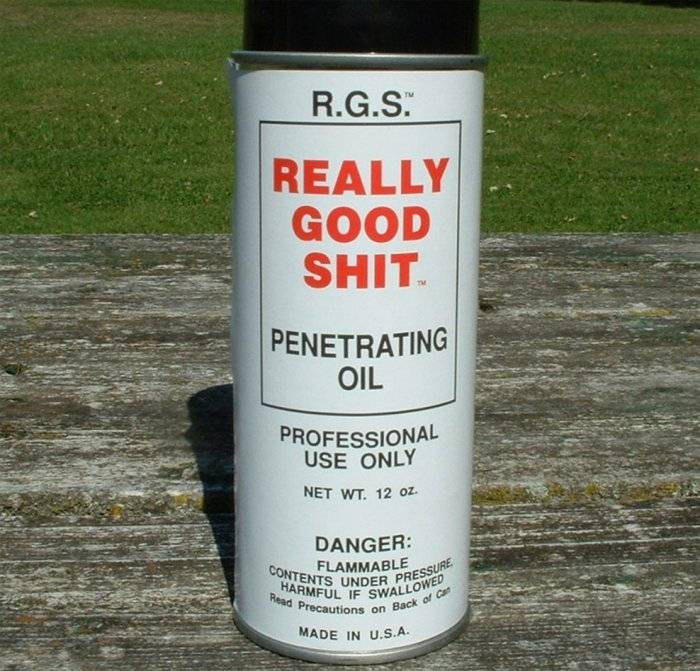 R.G.S.™
REALLY
GOOD
SHIT™
PENETRATING
OIL
PROFESSIONAL
USE ONLY
NET WT. 12 oz.
DANGER:
FLAMMABLE
CONTENTS UNDER PRESSURE,
HARMFUL IF SWALLOWED
Read Precautions on Back of Can
MADE IN U.S.A.